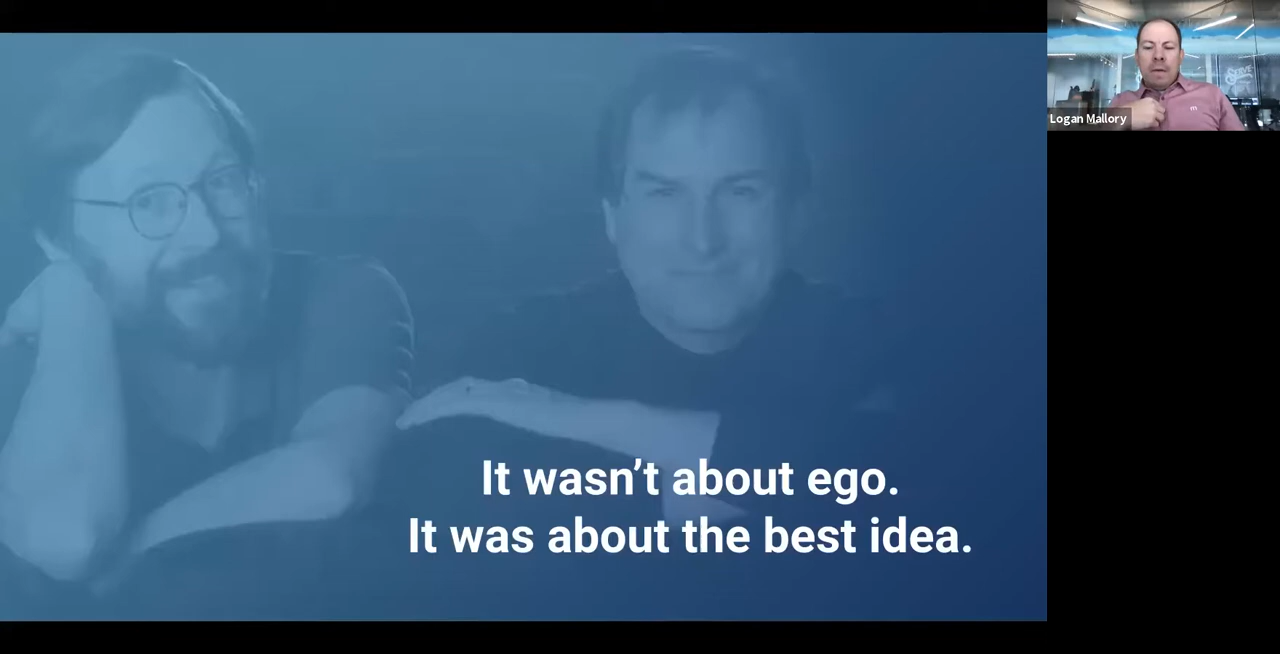 It wasn’t about ego.
It was about the best idea.
Logan Mallory